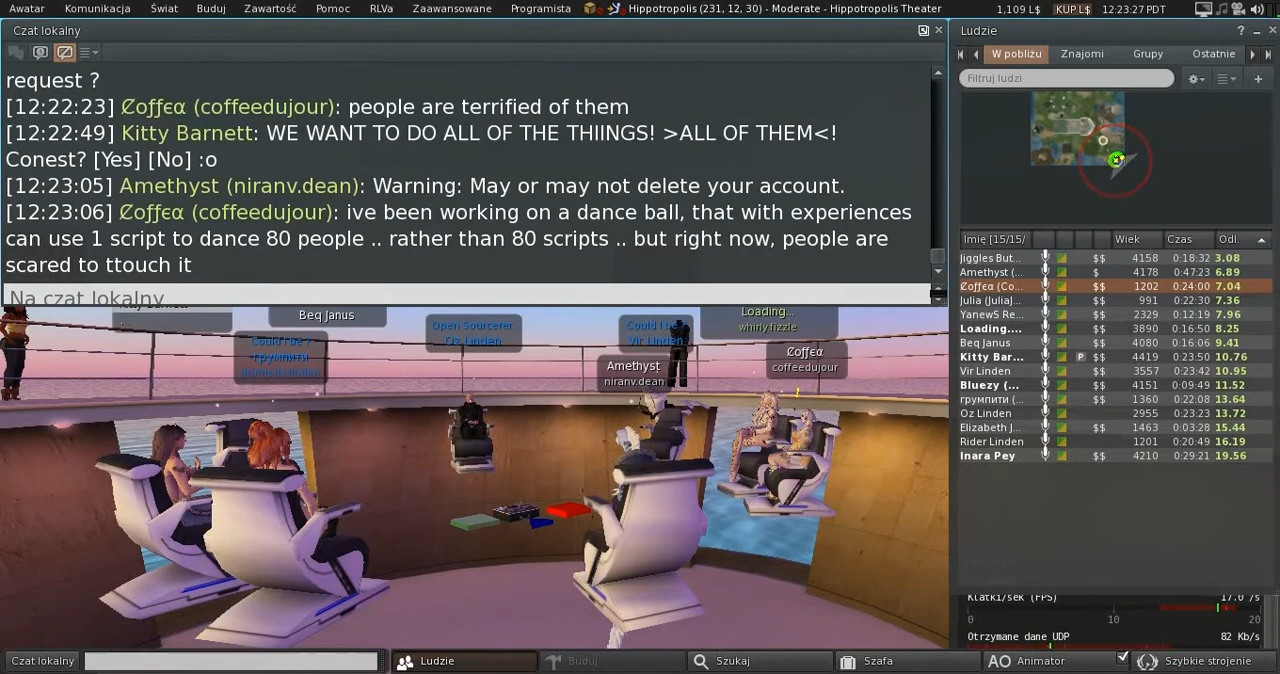 Awatar Komunikacja Świat Buduj Zawartość Pomoc RLVa Zaawansowane Programista Hippotropolis (231, 12, 30) - Moderate - Hippotropolis Theater 1,109 L$ KUP L$ 12:23:27 PDT
Czat lokalny
request ?
[12:22:23] Ȼoƒƒєα (coffeedujour): people are terrified of them
[12:22:49] Kitty Barnett: WE WANT TO DO ALL OF THE THIINGS! >ALL OF THEM<!
Conest? [Yes] [No] :o
[12:23:05] Amethyst (niranv.dean): Warning: May or may not delete your account.
[12:23:06] Ȼoƒƒєα (coffeedujour): ive been working on a dance ball, that with experiences
can use 1 script to dance 80 people .. rather than 80 scripts .. but right now, people are
scared to ttouch it
Na czat lokalny
Ludzie
W pobliżu Znajomi Grupy Ostatnie
Filtruj ludzi
Imię [15/15/ Wiek Czas Odl.
Jiggles But... $$ 4158 0:18:32 3.08
Amethyst (... $ 4178 0:47:23 6.89
Ȼoƒƒєα (Co... $$ 1202 0:24:00 7.04
Julia (JuliaJ... $$ 991 0:22:30 7.36
YanewS Re... $$ 2329 0:12:19 7.96
Loading.... $$ 3890 0:16:50 8.25
Beq Janus $$ 4080 0:16:06 9.41
Kitty Bar... P $$ 4419 0:23:50 10.76
Vir Linden $$ 3557 0:23:42 10.95
Bluezy (... $$ 4151 0:09:49 11.52
грумпити (... $$ 1360 0:22:08 13.64
Oz Linden 2955 0:23:23 13.72
Elizabeth J... $$ 1463 0:03:28 15.44
Rider Linden 1201 0:20:49 16.19
Inara Pey $$ 4210 0:29:21 19.56
Beq Janus
Could I be ?
грумпити
Open Sourcerer
Oz Linden
Could I be ?
Vir Linden
Loading...
whirly.fizzle
Amethyst
niranv.dean
Ȼoƒƒєα
coffeedujour
Klatki/sek (FPS) 17.0 /s
0 10 20
Otrzymane dane UDP 82 Kb/s
Czat lokalny Ludzie Buduj Szukaj Szafa AO Animator Szybkie strojenie